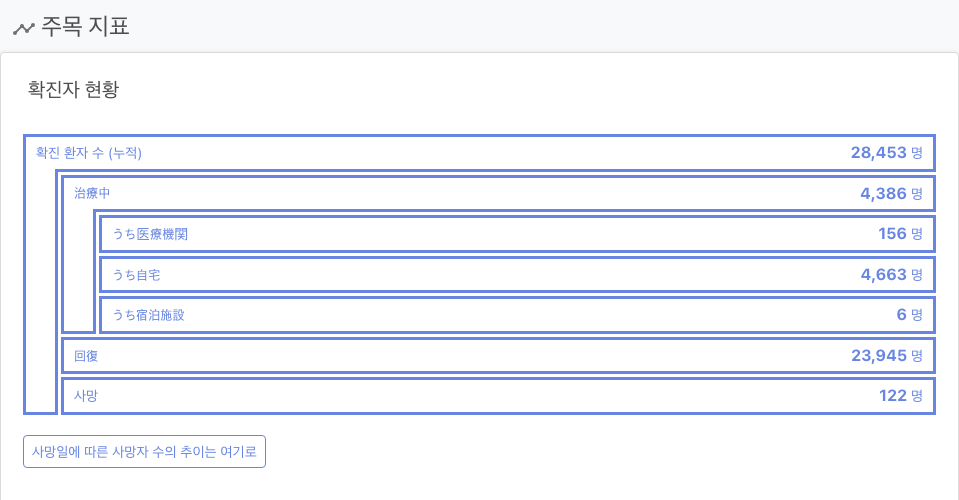 주목 지표
확진자 현황
확진 환자 수 (누적) 28,453 명
治療中 4,386 명
うち医療機関 156 명
うち自宅 4,663 명
うち宿泊施設 6 명
回復 23,945 명
사망 122 명
사망일에 따른 사망자 수의 추이는 여기로